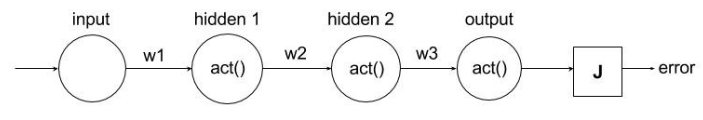 input hidden 1 hidden 2 output
w1 w2 w3
act() act() act() J error